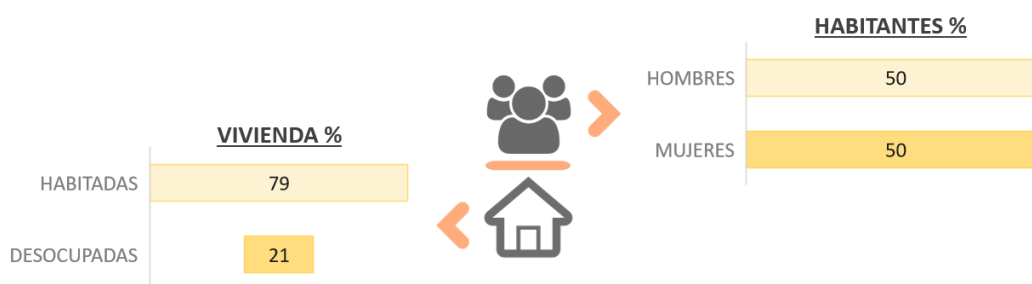 HABITANTES %
HOMBRES 50
MUJERES 50
VIVIENDA %
HABITADAS 79
DESOCUPADAS 21